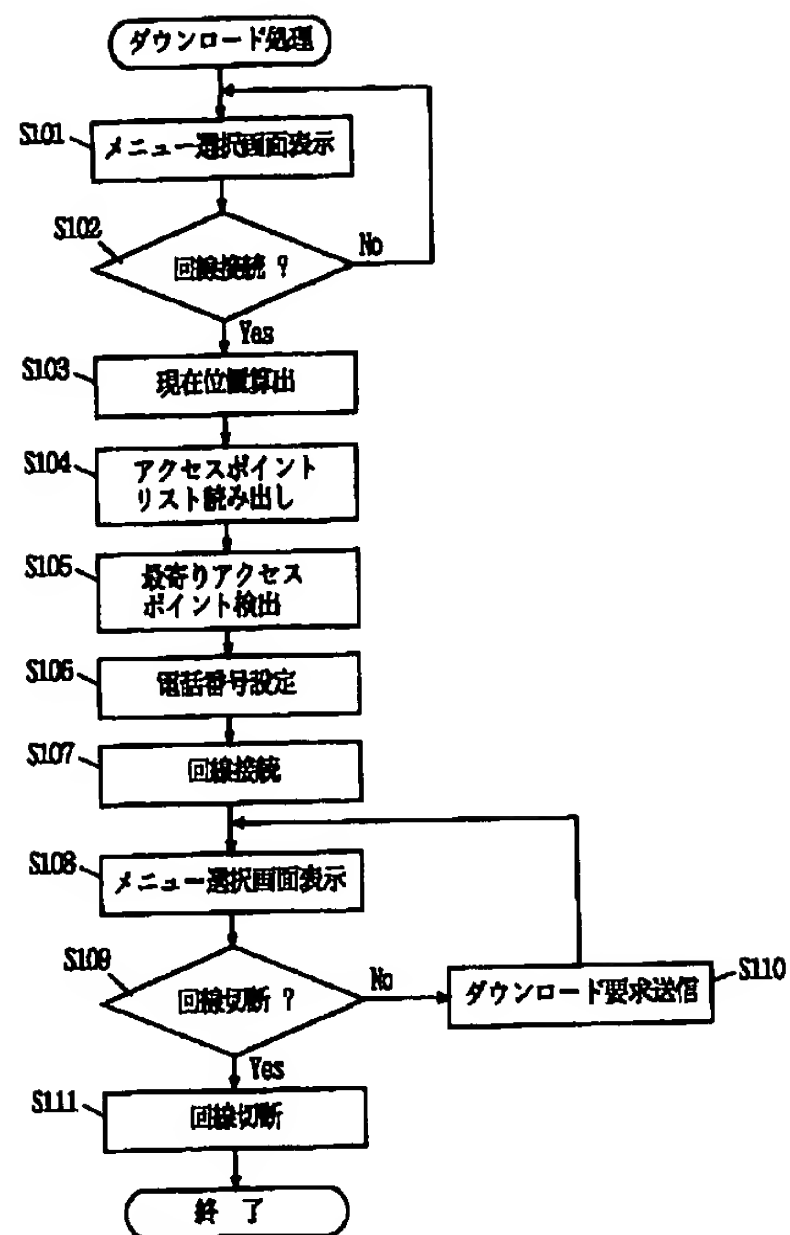 ダウンロード処理
S101
メニュー選択画面表示
S102
回線接続 ?
No
Yes
S103
現在位置算出
S104
アクセスポイント
リスト読み出し
S105
最寄りアクセス
ポイント検出
S106
電話番号設定
S107
回線接続
S108
メニュー選択画面表示
S109
回線切断 ?
No
ダウンロード要求送信
S110
Yes
S111
回線切断
終 了